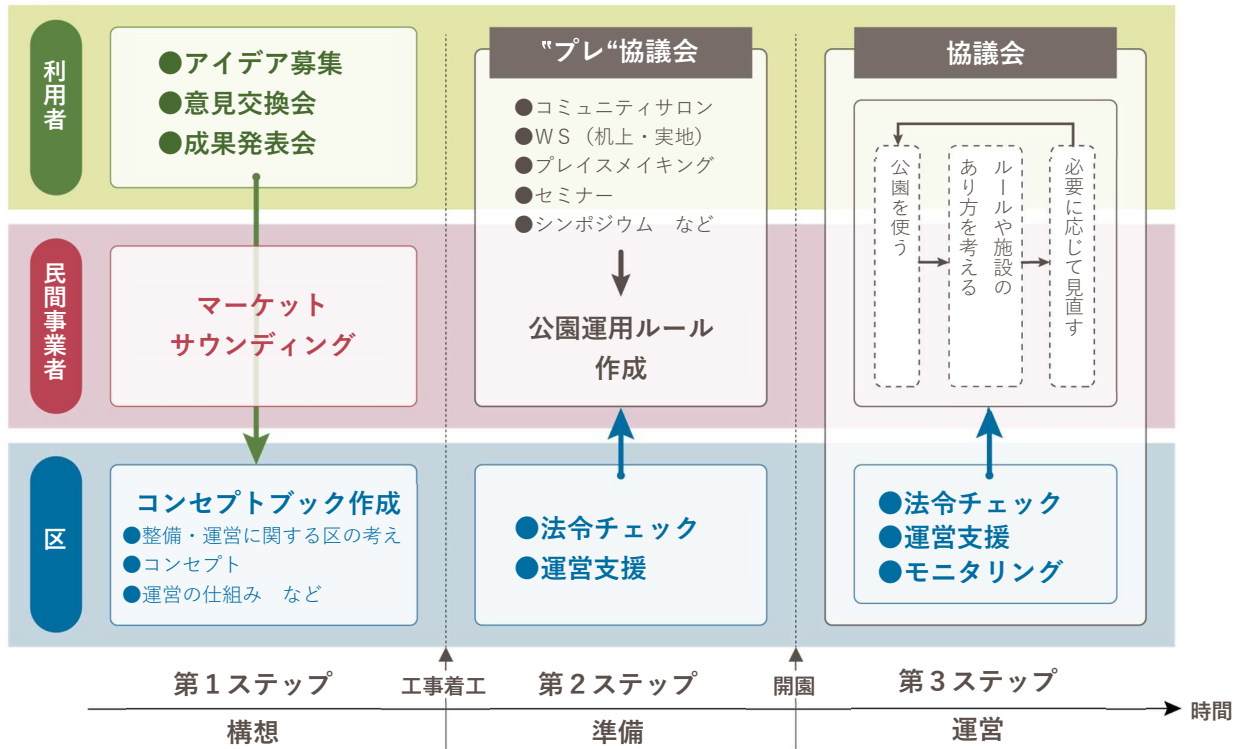 利用者
●アイデア募集
●意見交換会
●成果発表会
民間事業者
マーケット
サウンディング
区
コンセプトブック作成
●整備・運営に関する区の考え
●コンセプト
●運営の仕組み　など
〝プレ“協議会
●コミュニティサロン
●ＷＳ（机上・実地）
●プレイスメイキング
●セミナー
●シンポジウム　など
公園運用ルール
作成
●法令チェック
●運営支援
協議会
公園を使う
ルールや施設の
あり方を考える
必要に応じて見直す
●法令チェック
●運営支援
●モニタリング
第１ステップ
工事着工
第２ステップ
開園
第３ステップ
時間
構想
準備
運営